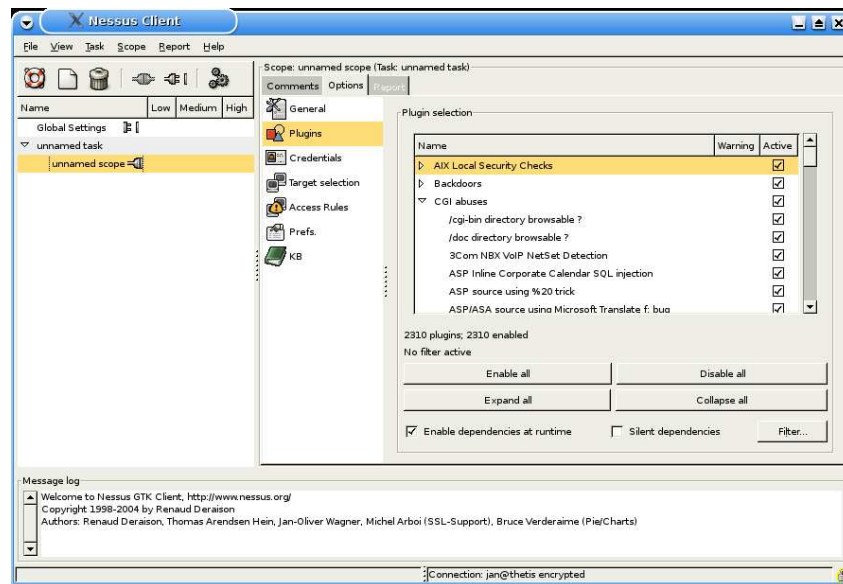 Nessus Client
File View Task Scope Report Help
Name Low Medium High
Global Settings
unnamed task
unnamed scope
Scope: unnamed scope (Task: unnamed task)
Comments Options Report
General
Plugins
Credentials
Target selection
Access Rules
Prefs.
KB
Plugin selection
Name Warning Active
AIX Local Security Checks
Backdoors
CGI abuses
/cgi-bin directory browsable ?
/doc directory browsable ?
3Com NBX VoIP NetSet Detection
ASP Inline Corporate Calendar SQL injection
ASP source using %20 trick
ASP/ASA source using Microsoft Translate f: bug
2310 plugins; 2310 enabled
No filter active
Enable all Disable all
Expand all Collapse all
Enable dependencies at runtime Silent dependencies Filter...
Message log
Welcome to Nessus GTK Client, http://www.nessus.org/
Copyright 1998-2004 by Renaud Deraison
Authors: Renaud Deraison, Thomas Arendsen Hein, Jan-Oliver Wagner, Michel Arboi (SSL-Support), Bruce Verderaime (Pie/Charts)
Connection: jan@thetis encrypted